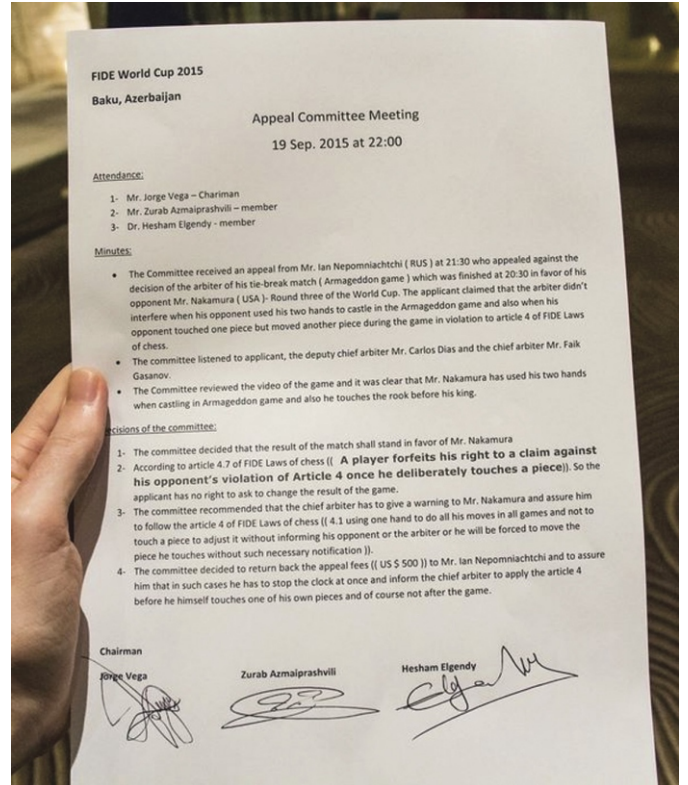 FIDE World Cup 2015
Baku, Azerbaijan
Appeal Committee Meeting
19 Sep. 2015 at 22:00
Attendance:
1- Mr. Jorge Vega – Chariman
2- Mr. Zurab Azmaiprashvili – member
3- Dr. Hesham Elgendy - member
Minutes:
• The Committee received an appeal from Mr. Ian Nepomniachtchi ( RUS ) at 21:30 who appealed against the
decision of the arbiter of his tie-break match ( Armageddon game ) which was finished at 20:30 in favor of his
opponent Mr. Nakamura ( USA )- Round three of the World Cup. The applicant claimed that the arbiter didn't
interfere when his opponent used his two hands to castle in the Armageddon game and also when his
opponent touched one piece but moved another piece during the game in violation to article 4 of FIDE Laws
of chess.
• The committee listened to applicant, the deputy chief arbiter Mr. Carlos Dias and the chief arbiter Mr. Faik
Gasanov.
• The Committee reviewed the video of the game and it was clear that Mr. Nakamura has used his two hands
when castling in Armageddon game and also he touches the rook before his king.
ecisions of the committee:
1- The committee decided that the result of the match shall stand in favor of Mr. Nakamura
2- According to article 4.7 of FIDE Laws of chess (( A player forfeits his right to a claim against
his opponent's violation of Article 4 once he deliberately touches a piece)). So the
applicant has no right to ask to change the result of the game.
3- The committee recommended that the chief arbiter has to give a warning to Mr. Nakamura and assure him
to follow the article 4 of FIDE Laws of chess (( 4.1 using one hand to do all his moves in all games and not to
touch a piece to adjust it without informing his opponent or the arbiter or he will be forced to move the
piece he touches without such necessary notification )).
4- The committee decided to return back the appeal fees (( US $ 500 )) to Mr. Ian Nepomniachtchi and to assure
him that in such cases he has to stop the clock at once and inform the chief arbiter to apply the article 4
before he himself touches one of his own pieces and of course not after the game.
Chairman
Jorge Vega Zurab Azmaiprashvili Hesham Elgendy